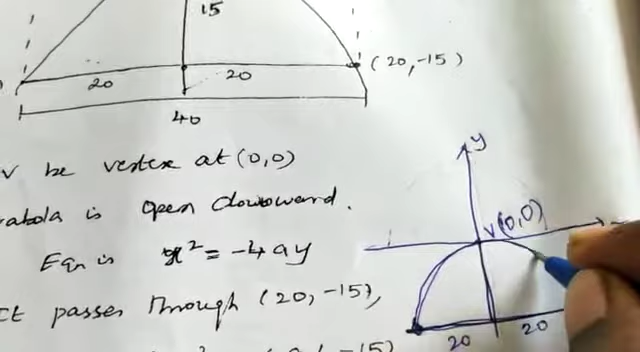 15
20 20 (20,-15)
40
V be vertex at (0,0)
rabola is open downward.
Eqn is x² = -4ay
passes through (20,-15),
y
V(0,0)
20 20